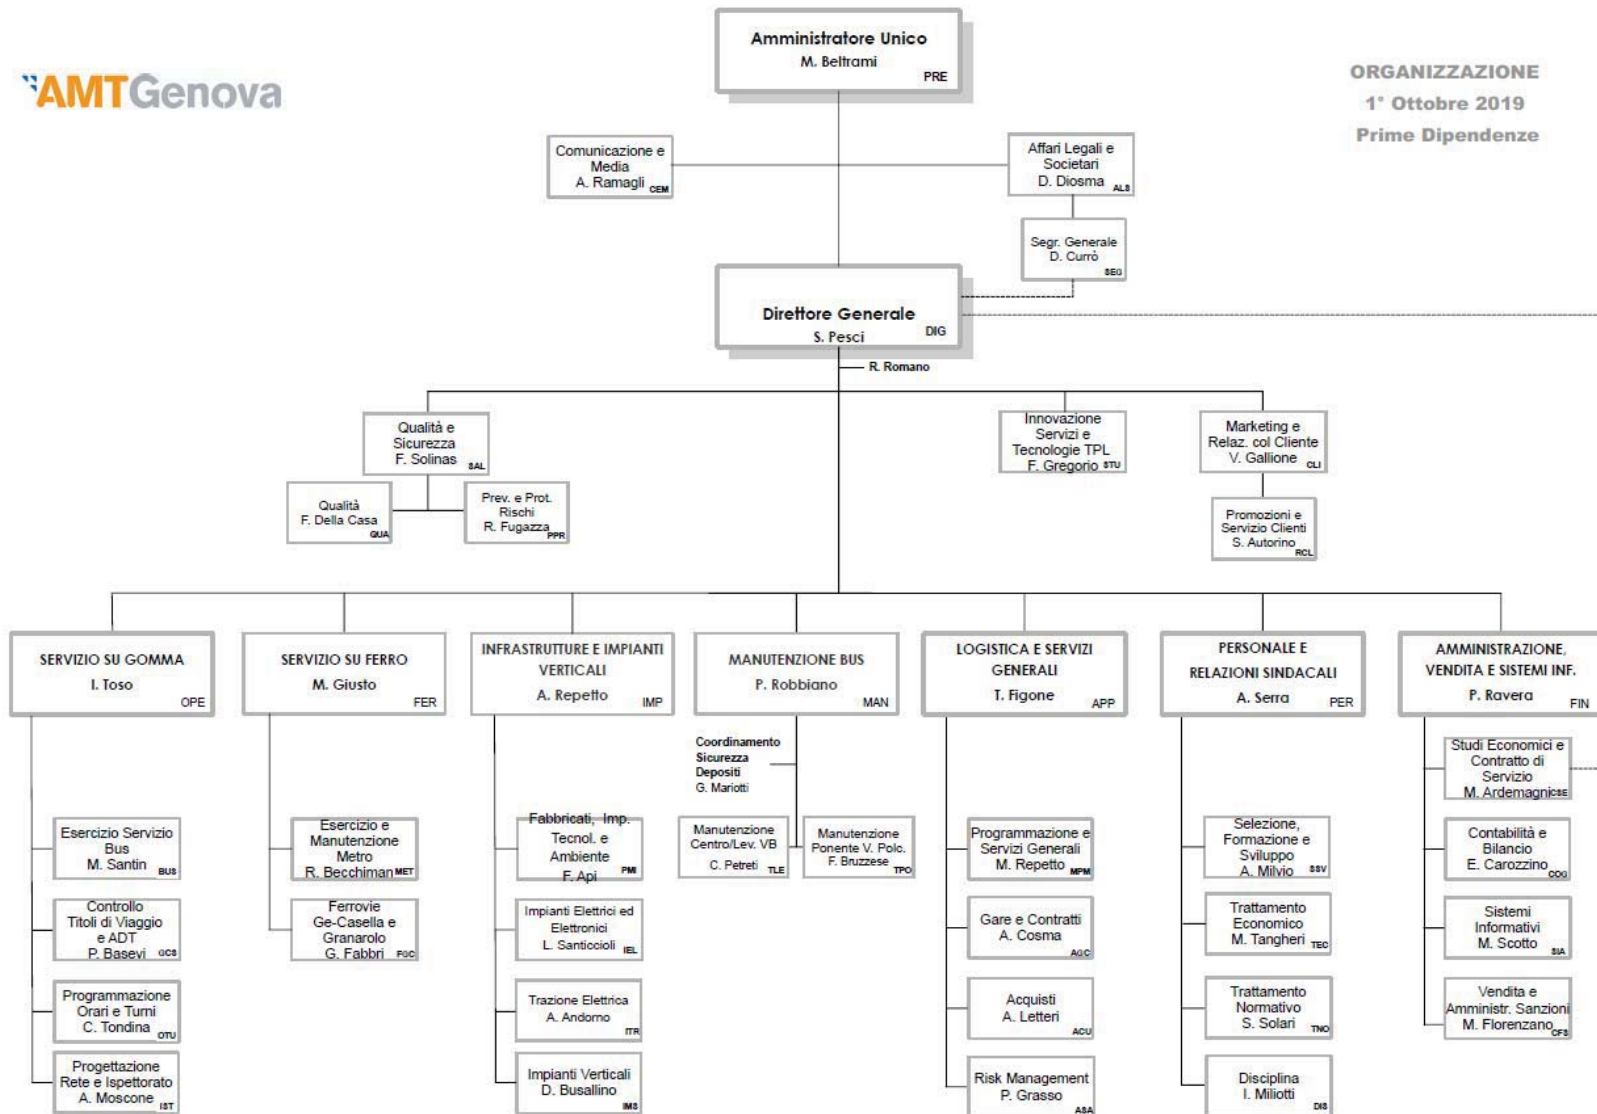 AMTGenova
ORGANIZZAZIONE
1° Ottobre 2019
Prime Dipendenze
Amministratore Unico
M. Beltrami
PRE
Comunicazione e
Media
A. Ramagli
CEM
Affari Legali e
Societari
D. Diosma
ALS
Segr. Generale
D. Currò
SEG
Direttore Generale
DIG
S. Pesci
R. Romano
Qualità e
Sicurezza
F. Solinas
SAL
Qualità
F. Della Casa
QUA
Prev. e Prot.
Rischi
R. Fugazza
PPR
Innovazione
Servizi e
Tecnologie TPL
F. Gregorio STU
Marketing e
Relaz. col Cliente
V. Gallione
CLI
Promozioni e
Servizio Clienti
S. Autorino
RCL
SERVIZIO SU GOMMA
I. Toso
OPE
SERVIZIO SU FERRO
M. Giusto
FER
INFRASTRUTTURE E IMPIANTI
VERTICALI
A. Repetto
IMP
MANUTENZIONE BUS
P. Robbiano
MAN
LOGISTICA E SERVIZI
GENERALI
T. Figone
APP
PERSONALE E
RELAZIONI SINDACALI
A. Serra
PER
AMMINISTRAZIONE,
VENDITA E SISTEMI INF.
P. Ravera
FIN
Esercizio Servizio
Bus
M. Santin
BUS
Controllo
Titoli di Viaggio
e ADT
P. Basevi GCS
Programmazione
Orari e Turni
C. Tondina
OTU
Progettazione
Rete e Ispettorato
A. Moscone
IST
Esercizio e
Manutenzione
Metro
R. Becchiman MET
Ferrovie
Ge-Casella e
Granarolo
G. Fabbri FGC
Fabbricati, Imp.
Tecnol. e
Ambiente
F. Api
PMI
Impianti Elettrici ed
Elettronici
L. Santiccioli
IEL
Trazione Elettrica
A. Andorno
ITR
Impianti Verticali
D. Busallino
IMS
Coordinamento
Sicurezza
Depositi
G. Mariotti
Manutenzione
Centro/Lev. VB
C. Petreti
TLE
Manutenzione
Ponente V. Polc.
F. Bruzzese
TPO
Programmazione e
Servizi Generali
M. Repetto
MPM
Gare e Contratti
A. Cosma
AGC
Acquisti
A. Letteri
ACU
Risk Management
P. Grasso
ASA
Selezione,
Formazione e
Sviluppo
A. Milvio
SSV
Trattamento
Economico
M. Tangheri
TEC
Trattamento
Normativo
S. Solari
TNO
Disciplina
I. Miliotti
DIS
Studi Economici e
Contratto di
Servizio
M. Ardemagni CSE
Contabilità e
Bilancio
E. Carozzino
COG
Sistemi
Informativi
M. Scotto
SIA
Vendita e
Amministr. Sanzioni
M. Florenzano
CFS